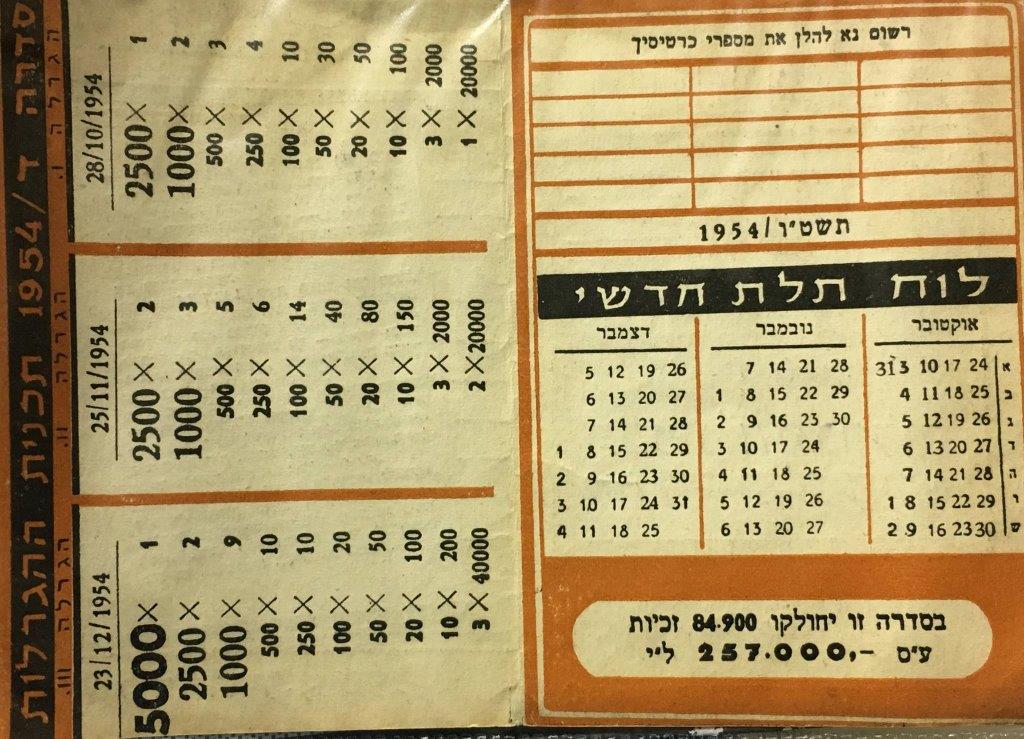 רשום נא להלן את מספרי כרטיסיך
תשט"ו/1954
לוח תלת חדשי
אוקטובר
א 31 3 10 17 24
ב 4 11 18 25
ג 5 12 19 26
ד 6 13 20 27
ה 7 14 21 28
ו 1 8 15 22 29
ש 2 9 16 23 30
נובמבר
7 14 21 28
1 8 15 22 29
2 9 16 23 30
3 10 17 24
4 11 18 25
5 12 19 26
6 13 20 27
דצמבר
5 12 19 26
6 13 20 27
7 14 21 28
1 8 15 22 29
2 9 16 23 30
3 10 17 24 31
4 11 18 25
בסדרה זו יחולקו 84.900 זכיות
ע"ס -,257.000 ל"י
סדרה ד/1954 תכנית ההגרלות
הגרלה I.
28/10/1954
2500 × 1
1000 × 2
500 × 3
250 × 4
100 × 10
50 × 30
20 × 50
10 × 100
3 × 2000
1 × 20000
הגרלה II.
25/11/1954
2500 × 2
1000 × 3
500 × 5
250 × 6
100 × 14
50 × 40
20 × 80
10 × 150
3 × 2000
2 × 20000
הגרלה III.
23/12/1954
5000 × 1
2500 × 2
1000 × 9
500 × 10
250 × 10
100 × 20
50 × 50
20 × 100
10 × 200
3 × 40000